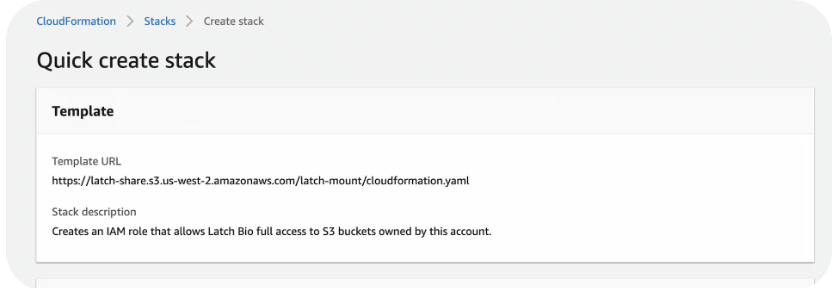 CloudFormation > Stacks > Create stack
Quick create stack
Template
Template URL
https://latch-share.s3.us-west-2.amazonaws.com/latch-mount/cloudformation.yaml
Stack description
Creates an IAM role that allows Latch Bio full access to S3 buckets owned by this account.